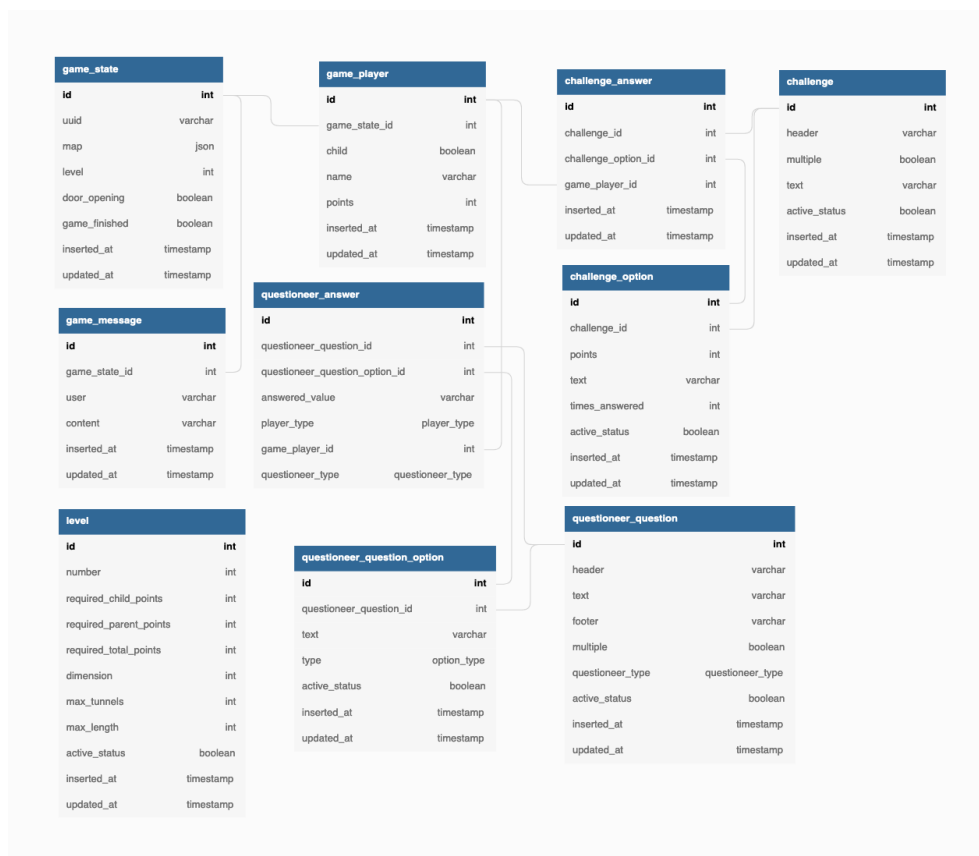 game_state
id int
uuid varchar
map json
level int
door_opening boolean
game_finished boolean
inserted_at timestamp
updated_at timestamp
game_player
id int
game_state_id int
child boolean
name varchar
points int
inserted_at timestamp
updated_at timestamp
challenge_answer
id int
challenge_id int
challenge_option_id int
game_player_id int
inserted_at timestamp
updated_at timestamp
challenge
id int
header varchar
multiple boolean
text varchar
active_status boolean
inserted_at timestamp
updated_at timestamp
game_message
id int
game_state_id int
user varchar
content varchar
inserted_at timestamp
updated_at timestamp
questioneer_answer
id int
questioneer_question_id int
questioneer_question_option_id int
answered_value varchar
player_type player_type
game_player_id int
questioneer_type questioneer_type
challenge_option
id int
challenge_id int
points int
text varchar
times_answered int
active_status boolean
inserted_at timestamp
updated_at timestamp
level
id int
number int
required_child_points int
required_parent_points int
required_total_points int
dimension int
max_tunnels int
max_length int
active_status boolean
inserted_at timestamp
updated_at timestamp
questioneer_question_option
id int
questioneer_question_id int
text varchar
type option_type
active_status boolean
inserted_at timestamp
updated_at timestamp
questioneer_question
id int
header varchar
text varchar
footer varchar
multiple boolean
questioneer_type questioneer_type
active_status boolean
inserted_at timestamp
updated_at timestamp